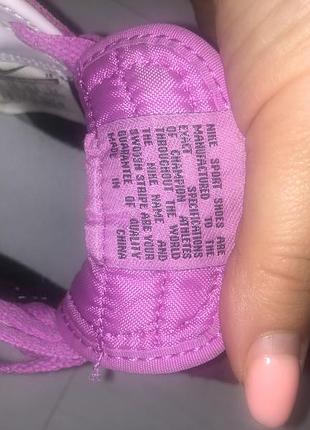 NIKE SPORT SHOES ARE
MANUFACTURED TO THE
EXACT SPECIFICATIONS
OF CHAMPION ATHLETES
THROUGHOUT THE WORLD
THE NIKE NAME AND
SWOOSH STRIPE ARE YOUR
GUARANTEE OF QUALITY
MADE IN CHINA